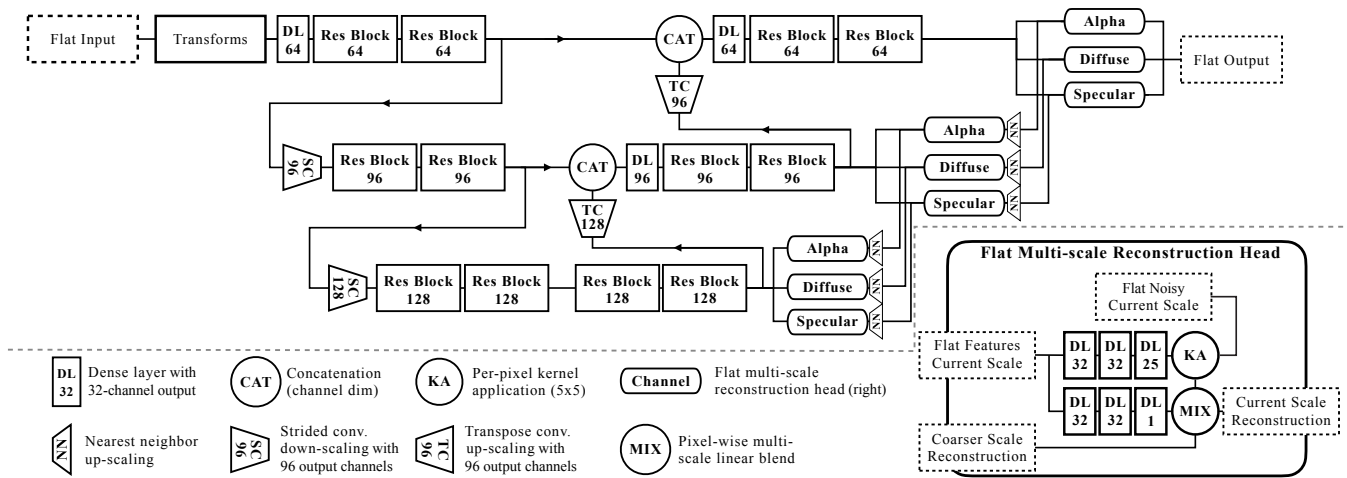 Flat Input
Transforms
DL
64
Res Block
64
Res Block
64
CAT
DL
64
Res Block
64
Res Block
64
Alpha
Diffuse
Specular
Flat Output
TC
96
SC
96
Res Block
96
Res Block
96
CAT
DL
96
Res Block
96
Res Block
96
Alpha
NN
Diffuse
NN
Specular
NN
TC
128
SC
128
Res Block
128
Res Block
128
Res Block
128
Res Block
128
Alpha
NN
Diffuse
NN
Specular
NN
Flat Multi-scale Reconstruction Head
Flat Noisy
Current Scale
Flat Features
Current Scale
DL
32
DL
32
DL
25
KA
DL
32
DL
32
DL
1
MIX
Current Scale
Reconstruction
Coarser Scale
Reconstruction
DL
32
Dense layer with
32-channel output
CAT
Concatenation
(channel dim)
KA
Per-pixel kernel
application (5x5)
Channel
Flat multi-scale
reconstruction head (right)
NN
Nearest neighbor
up-scaling
SC
96
Strided conv.
down-scaling with
96 output channels
TC
96
Transpose conv.
up-scaling with
96 output channels
MIX
Pixel-wise multi-
scale linear blend